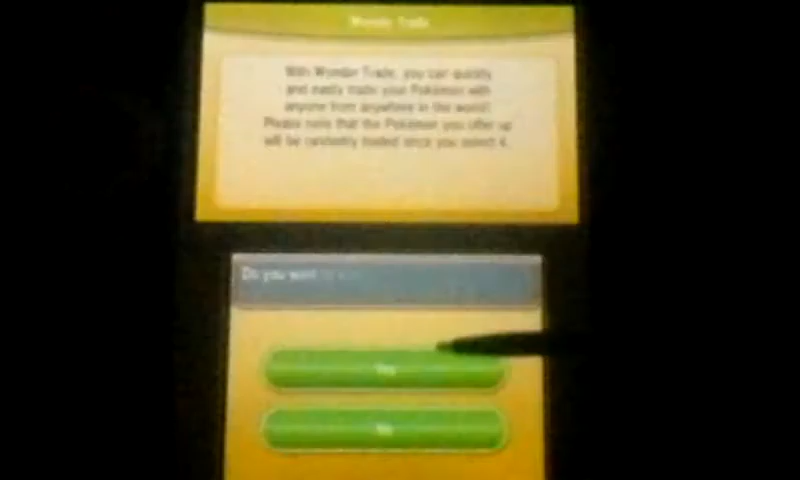 Wonder Trade
With Wonder Trade, you can quickly
and easily trade your Pokémon with
anyone from anywhere in the world!
Please note that the Pokémon you offer up
will be randomly traded once you select it.
Do you want
Yes
No